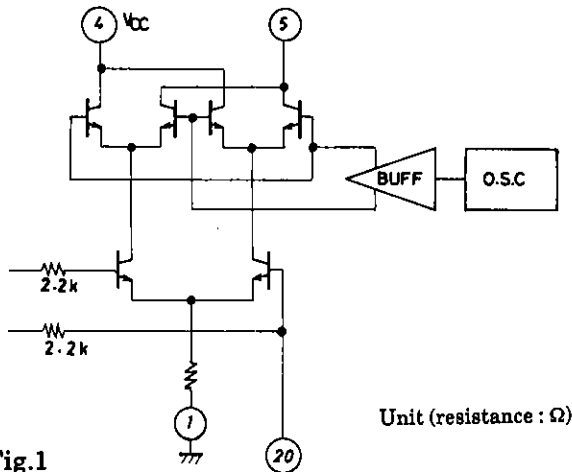 4 VCC 5
BUFF O.S.C
2.2k
2.2k
1
Unit (resistance : Ω)
Fig.1
20